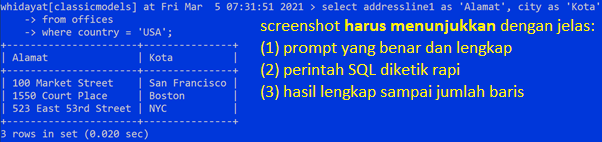 whidayat[classicmodels] at Fri Mar  5 07:31:51 2021 > select addressline1 as 'Alamat', city as 'Kota'
    -> from offices
    -> where country = 'USA';
+----------------------+---------------+
| Alamat               | Kota          |
+----------------------+---------------+
| 100 Market Street    | San Francisco |
| 1550 Court Place     | Boston        |
| 523 East 53rd Street | NYC           |
+----------------------+---------------+
3 rows in set (0.020 sec)
screenshot harus menunjukkan dengan jelas:
(1) prompt yang benar dan lengkap
(2) perintah SQL diketik rapi
(3) hasil lengkap sampai jumlah baris